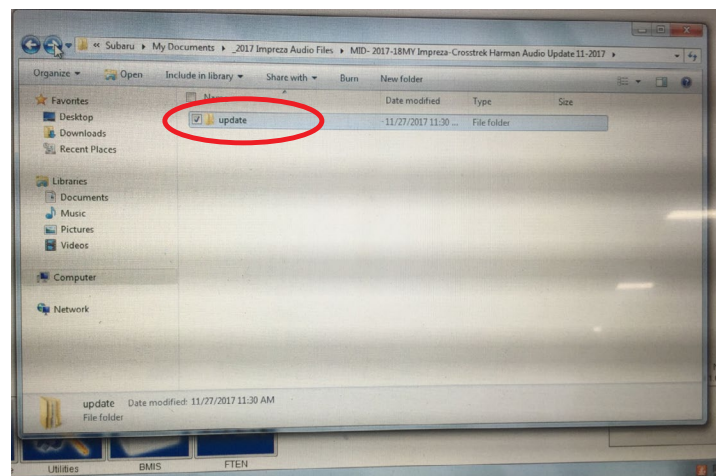 « Subaru ▸ My Documents ▸ _2017 Impreza Audio Files ▸ MID- 2017-18MY Impreza-Crosstrek Harman Audio Update 11-2017 ▸
Organize Open Include in library Share with Burn New folder
Favorites
Desktop
Downloads
Recent Places
Libraries
Documents
Music
Pictures
Videos
Computer
Network
Date modified Type Size
update 11/27/2017 11:30 ... File folder
update Date modified: 11/27/2017 11:30 AM
File folder
Utilities BMIS FTEN